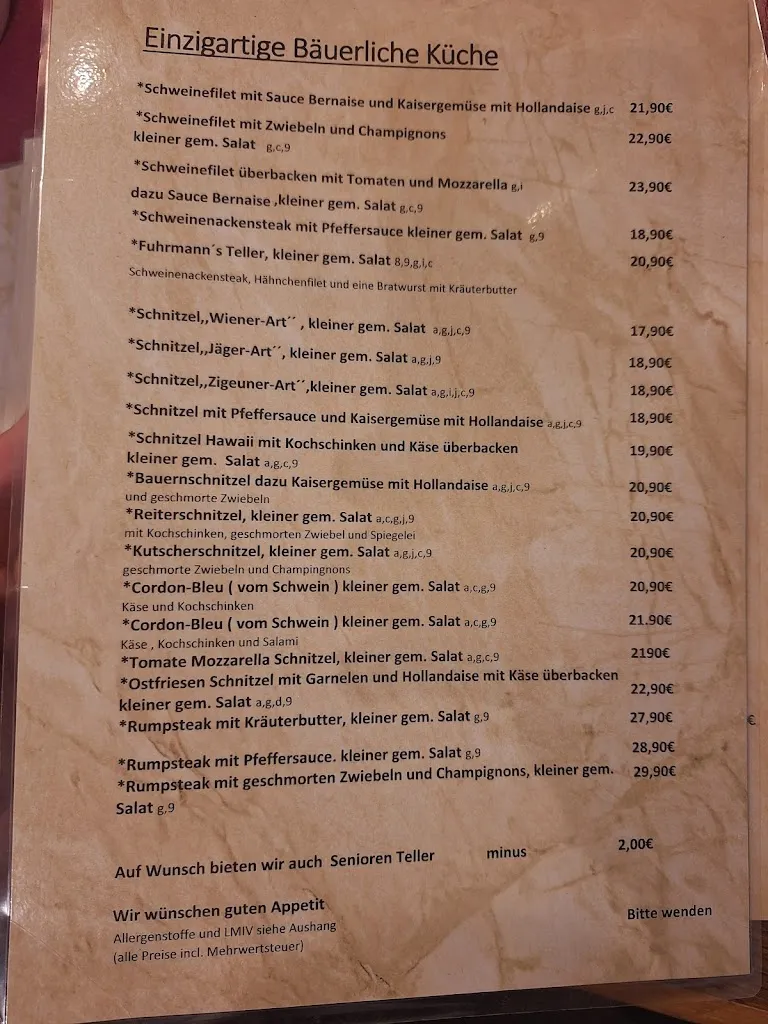 Einzigartige Bäuerliche Küche
*Schweinefilet mit Sauce Bernaise und Kaisergemüse mit Hollandaise g,j,c 21,90€
*Schweinefilet mit Zwiebeln und Champignons
kleiner gem. Salat g,c,9 22,90€
*Schweinefilet überbacken mit Tomaten und Mozzarella g,i 23,90€
dazu Sauce Bernaise ,kleiner gem. Salat g,c,9
*Schweinenackensteak mit Pfeffersauce kleiner gem. Salat g,9 18,90€
*Fuhrmann´s Teller, kleiner gem. Salat 8,9,g,i,c 20,90€
Schweinenackensteak, Hähnchenfilet und eine Bratwurst mit Kräuterbutter
*Schnitzel,,Wiener-Art´´ , kleiner gem. Salat a,g,j,c,9 17,90€
*Schnitzel,,Jäger-Art´´, kleiner gem. Salat a,g,j,9 18,90€
*Schnitzel,,Zigeuner-Art´´,kleiner gem. Salat a,g,i,j,c,9 18,90€
*Schnitzel mit Pfeffersauce und Kaisergemüse mit Hollandaise a,g,j,c,9 18,90€
*Schnitzel Hawaii mit Kochschinken und Käse überbacken 19,90€
kleiner gem. Salat a,g,c,9
*Bauernschnitzel dazu Kaisergemüse mit Hollandaise a,g,j,c,9 20,90€
und geschmorte Zwiebeln
*Reiterschnitzel, kleiner gem. Salat a,c,g,j,9 20,90€
mit Kochschinken, geschmorten Zwiebel und Spiegelei
*Kutscherschnitzel, kleiner gem. Salat a,g,j,c,9 20,90€
geschmorte Zwiebeln und Champingnons
*Cordon-Bleu ( vom Schwein ) kleiner gem. Salat a,c,g,9 20,90€
Käse und Kochschinken
*Cordon-Bleu ( vom Schwein ) kleiner gem. Salat a,c,g,9 21.90€
Käse , Kochschinken und Salami
*Tomate Mozzarella Schnitzel, kleiner gem. Salat a,g,c,9 2190€
*Ostfriesen Schnitzel mit Garnelen und Hollandaise mit Käse überbacken
kleiner gem. Salat a,g,d,9 22,90€
*Rumpsteak mit Kräuterbutter, kleiner gem. Salat g,9 27,90€
€
*Rumpsteak mit Pfeffersauce. kleiner gem. Salat g,9 28,90€
*Rumpsteak mit geschmorten Zwiebeln und Champignons, kleiner gem. 29,90€
Salat g,9
Auf Wunsch bieten wir auch Senioren Teller minus 2,00€
Wir wünschen guten Appetit Bitte wenden
Allergenstoffe und LMIV siehe Aushang
(alle Preise incl. Mehrwertsteuer)